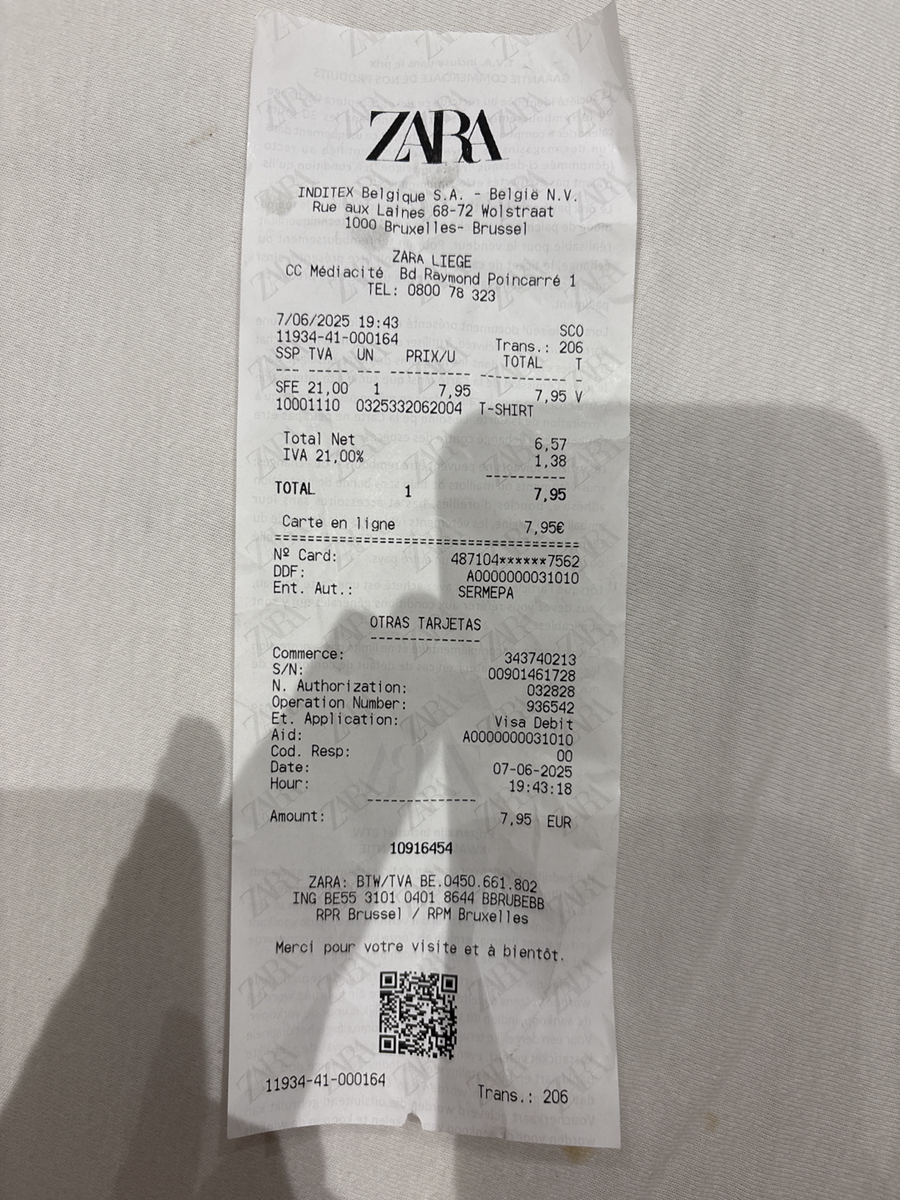 ZARA
INDITEX Belgique S.A. - België N.V.
Rue aux Laines 68-72 Wolstraat
1000 Bruxelles- Brussel
ZARA LIEGE
CC Médiacité Bd Raymond Poincarré 1
TEL: 0800 78 323
7/06/2025 19:43 SCO
11934-41-000164 Trans.: 206
SSP TVA UN PRIX/U TOTAL T
SFE 21,00 1 7,95 7,95 V
10001110 0325332062004 T-SHIRT
Total Net 6,57
IVA 21,00% 1,38
TOTAL 1 7,95
Carte en ligne 7,95€
Nº Card: 487104******7562
DDF: A0000000031010
Ent. Aut.: SERMEPA
OTRAS TARJETAS
Commerce: 343740213
S/N: 00901461728
N. Authorization: 032828
Operation Number: 936542
Et. Application: Visa Debit
Aid: A0000000031010
Cod. Resp: 00
Date: 07-06-2025
Hour: 19:43:18
Amount: 7,95 EUR
10916454
ZARA: BTW/TVA BE.0450.661.802
ING BE55 3101 0401 8644 BBRUBEBB
RPR Brussel / RPM Bruxelles
Merci pour votre visite et à bientôt.
11934-41-000164 Trans.: 206